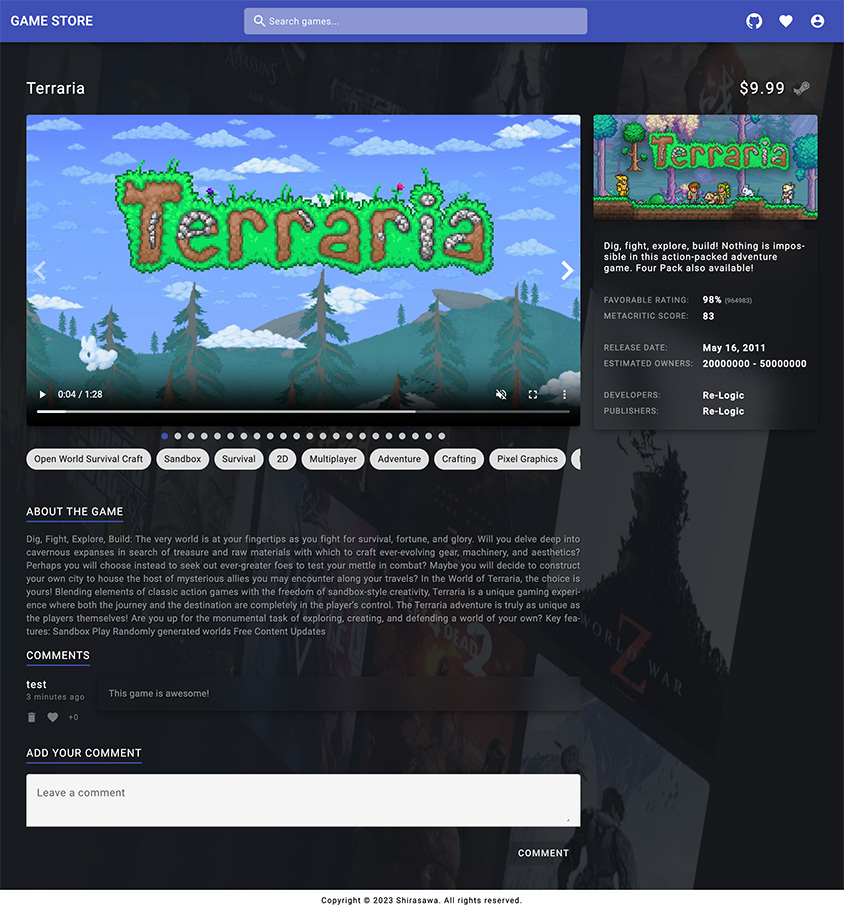 GAME STORE
Search games...
Terraria
$9.99
Terraria
Terraria
Dig, fight, explore, build! Nothing is impos-
sible in this action-packed adventure
game. Four Pack also available!
FAVORABLE RATING: 98% (964983)
METACRITIC SCORE: 83
RELEASE DATE: May 16, 2011
ESTIMATED OWNERS: 20000000 - 50000000
DEVELOPERS: Re-Logic
PUBLISHERS: Re-Logic
0:04 / 1:28
Open World Survival Craft Sandbox Survival 2D Multiplayer Adventure Crafting Pixel Graphics
ABOUT THE GAME
Dig, Fight, Explore, Build: The very world is at your fingertips as you fight for survival, fortune, and glory. Will you delve deep into
cavernous expanses in search of treasure and raw materials with which to craft ever-evolving gear, machinery, and aesthetics?
Perhaps you will choose instead to seek out ever-greater foes to test your mettle in combat? Maybe you will decide to construct
your own city to house the host of mysterious allies you may encounter along your travels? In the World of Terraria, the choice is
yours! Blending elements of classic action games with the freedom of sandbox-style creativity, Terraria is a unique gaming experi-
ence where both the journey and the destination are completely in the player's control. The Terraria adventure is truly as unique as
the players themselves! Are you up for the monumental task of exploring, creating, and defending a world of your own? Key fea-
tures: Sandbox Play Randomly generated worlds Free Content Updates
COMMENTS
test
3 minutes ago
This game is awesome!
+0
ADD YOUR COMMENT
Leave a comment
COMMENT
ASSASSIN'S
DEAD
2
WORLD WAR
Z
Copyright © 2023 Shirasawa. All rights reserved.